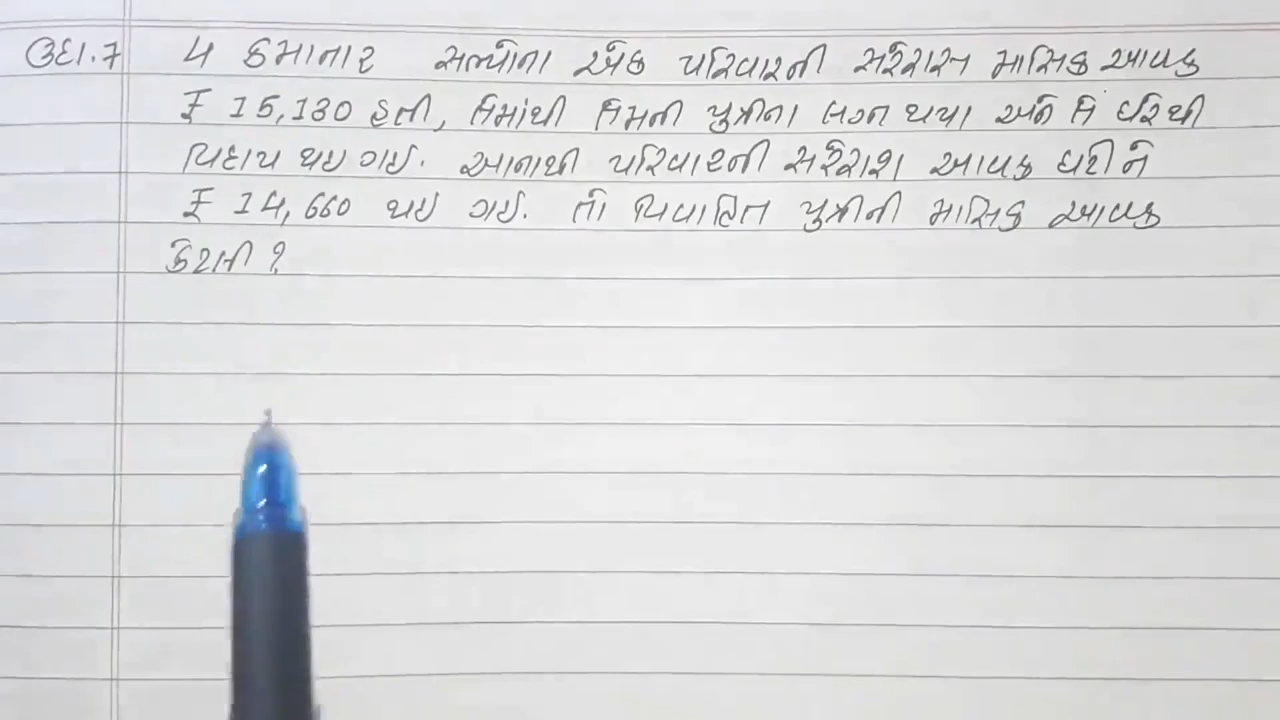 ઉદા.7 4 કમાનાર સભ્યોના એક પરિવારની સરેરાસ માસિક આવક
₹ 15,130 હતી, તેમાંથી તેમની પુત્રીના લગ્ન થયા અને તે ઘરેથી
વિદાય થઇ ગઇ. આનાથી પરિવારની સરેરાશ આવક ઘટી ને
₹ 14,660 થઇ ગઇ. તો વિવાહિત પુત્રીની માસિક આવક
કેટલી ?